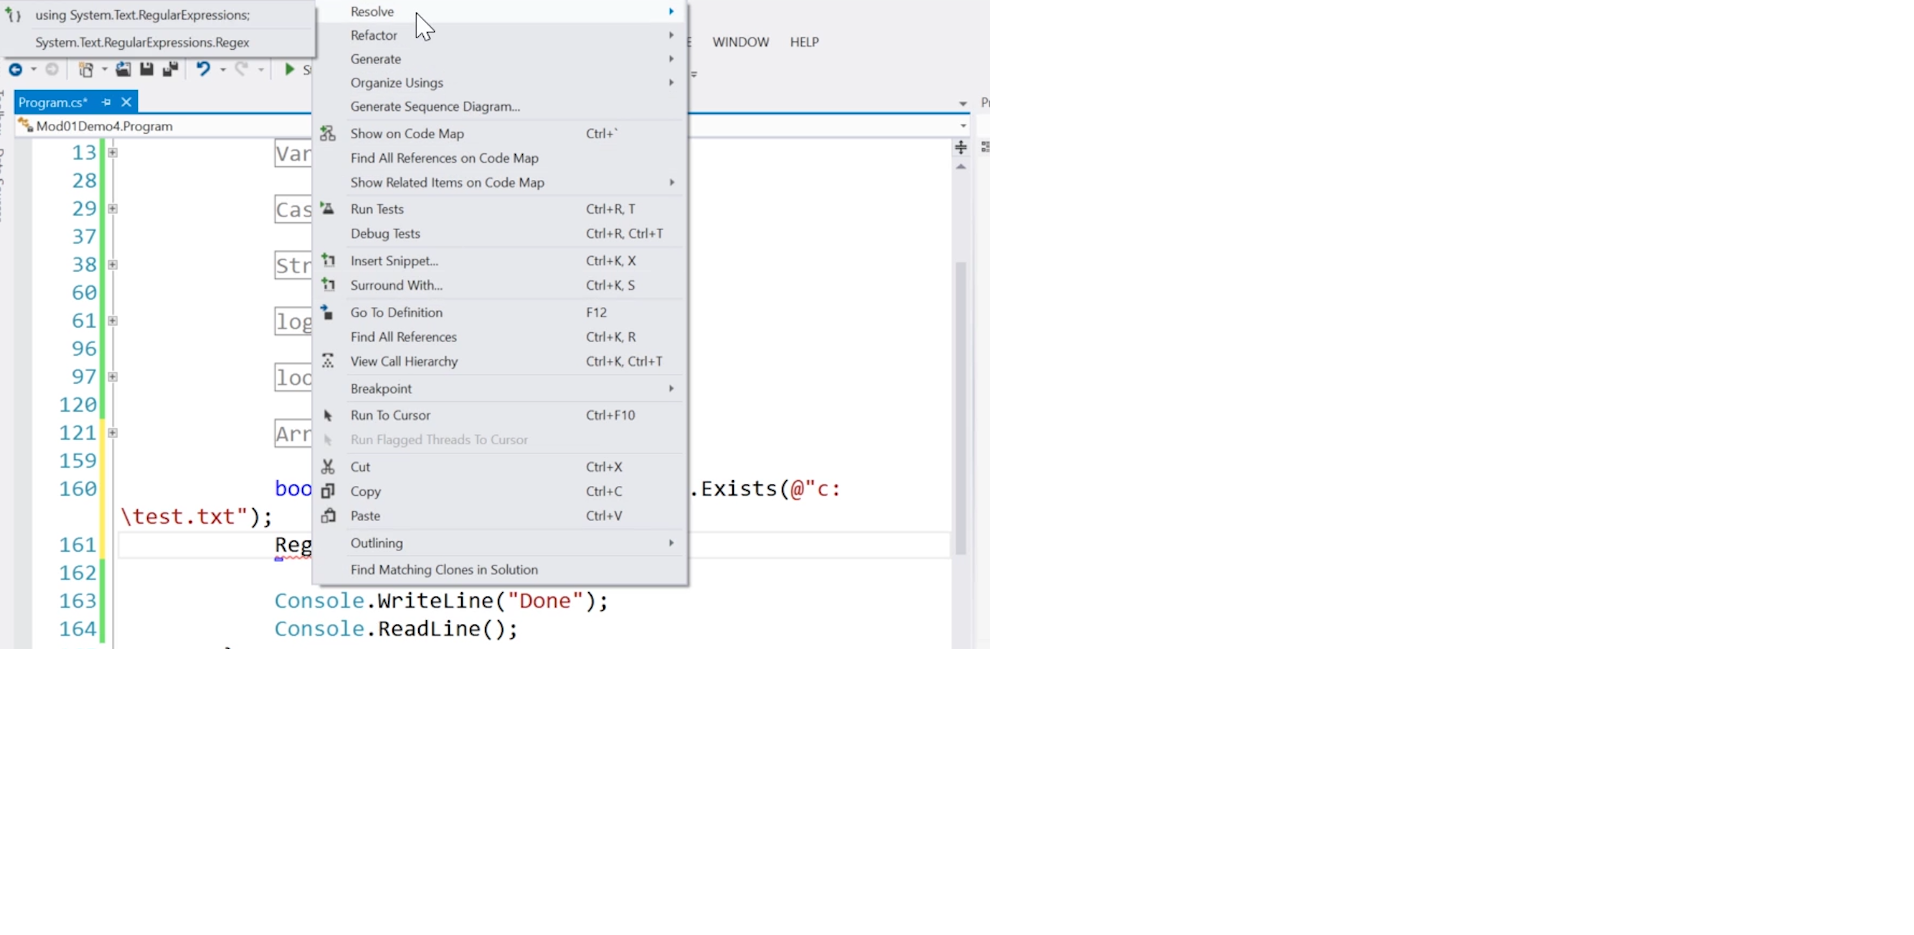 using System.Text.RegularExpressions;
System.Text.RegularExpressions.Regex
Resolve
Refactor
Generate
Organize Usings
Generate Sequence Diagram...
Show on Code Map Ctrl+`
Find All References on Code Map
Show Related Items on Code Map
Run Tests Ctrl+R, T
Debug Tests Ctrl+R, Ctrl+T
Insert Snippet... Ctrl+K, X
Surround With... Ctrl+K, S
Go To Definition F12
Find All References Ctrl+K, R
View Call Hierarchy Ctrl+K, Ctrl+T
Breakpoint
Run To Cursor Ctrl+F10
Run Flagged Threads To Cursor
Cut Ctrl+X
Copy Ctrl+C
Paste Ctrl+V
Outlining
Find Matching Clones in Solution
WINDOW HELP
Program.cs*
Mod01Demo4.Program
13 Var
28
29 Cas
37
38 Str
60
61 log
96
97 loo
120
121 Arr
159
160 boo .Exists(@"c:
\test.txt");
161 Reg
162
163 Console.WriteLine("Done");
164 Console.ReadLine();